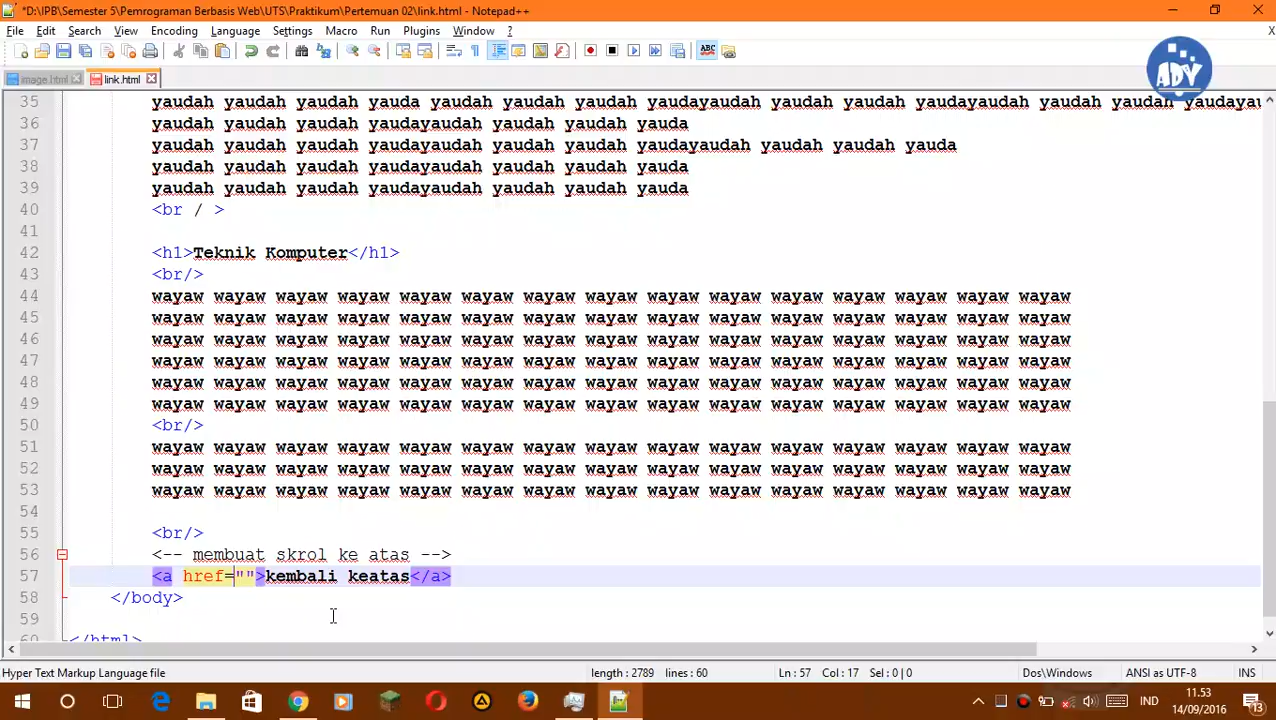 *D:\IPB\Semester 5\Pemrograman Berbasis Web\UTS\Praktikum\Pertemuan 02\link.html - Notepad++
File Edit Search View Encoding Language Settings Macro Run Plugins Window ? X
ABC
ADY
image.html link.html
35 yaudah yaudah yaudah yauda yaudah yaudah yaudah yaudayaudah yaudah yaudah yaudayaudah yaudah yaudah yaudayau
36 yaudah yaudah yaudah yaudayaudah yaudah yaudah yauda
37 yaudah yaudah yaudah yaudayaudah yaudah yaudah yaudayaudah yaudah yaudah yauda
38 yaudah yaudah yaudah yaudayaudah yaudah yaudah yauda
39 yaudah yaudah yaudah yaudayaudah yaudah yaudah yauda
40 <br / >
41
42 <h1>Teknik Komputer</h1>
43 <br/>
44 wayaw wayaw wayaw wayaw wayaw wayaw wayaw wayaw wayaw wayaw wayaw wayaw wayaw wayaw wayaw
45 wayaw wayaw wayaw wayaw wayaw wayaw wayaw wayaw wayaw wayaw wayaw wayaw wayaw wayaw wayaw
46 wayaw wayaw wayaw wayaw wayaw wayaw wayaw wayaw wayaw wayaw wayaw wayaw wayaw wayaw wayaw
47 wayaw wayaw wayaw wayaw wayaw wayaw wayaw wayaw wayaw wayaw wayaw wayaw wayaw wayaw wayaw
48 wayaw wayaw wayaw wayaw wayaw wayaw wayaw wayaw wayaw wayaw wayaw wayaw wayaw wayaw wayaw
49 wayaw wayaw wayaw wayaw wayaw wayaw wayaw wayaw wayaw wayaw wayaw wayaw wayaw wayaw wayaw
50 <br/>
51 wayaw wayaw wayaw wayaw wayaw wayaw wayaw wayaw wayaw wayaw wayaw wayaw wayaw wayaw wayaw
52 wayaw wayaw wayaw wayaw wayaw wayaw wayaw wayaw wayaw wayaw wayaw wayaw wayaw wayaw wayaw
53 wayaw wayaw wayaw wayaw wayaw wayaw wayaw wayaw wayaw wayaw wayaw wayaw wayaw wayaw wayaw
54
55 <br/>
56 <-- membuat skrol ke atas -->
57 <a href="">kembali keatas</a>
58 </body>
59
60 </html>
Hyper Text Markup Language file length : 2789 lines : 60 Ln : 57 Col : 17 Sel : 0 | 0 Dos\Windows ANSI as UTF-8 INS
IND 11.53
14/09/2016 13